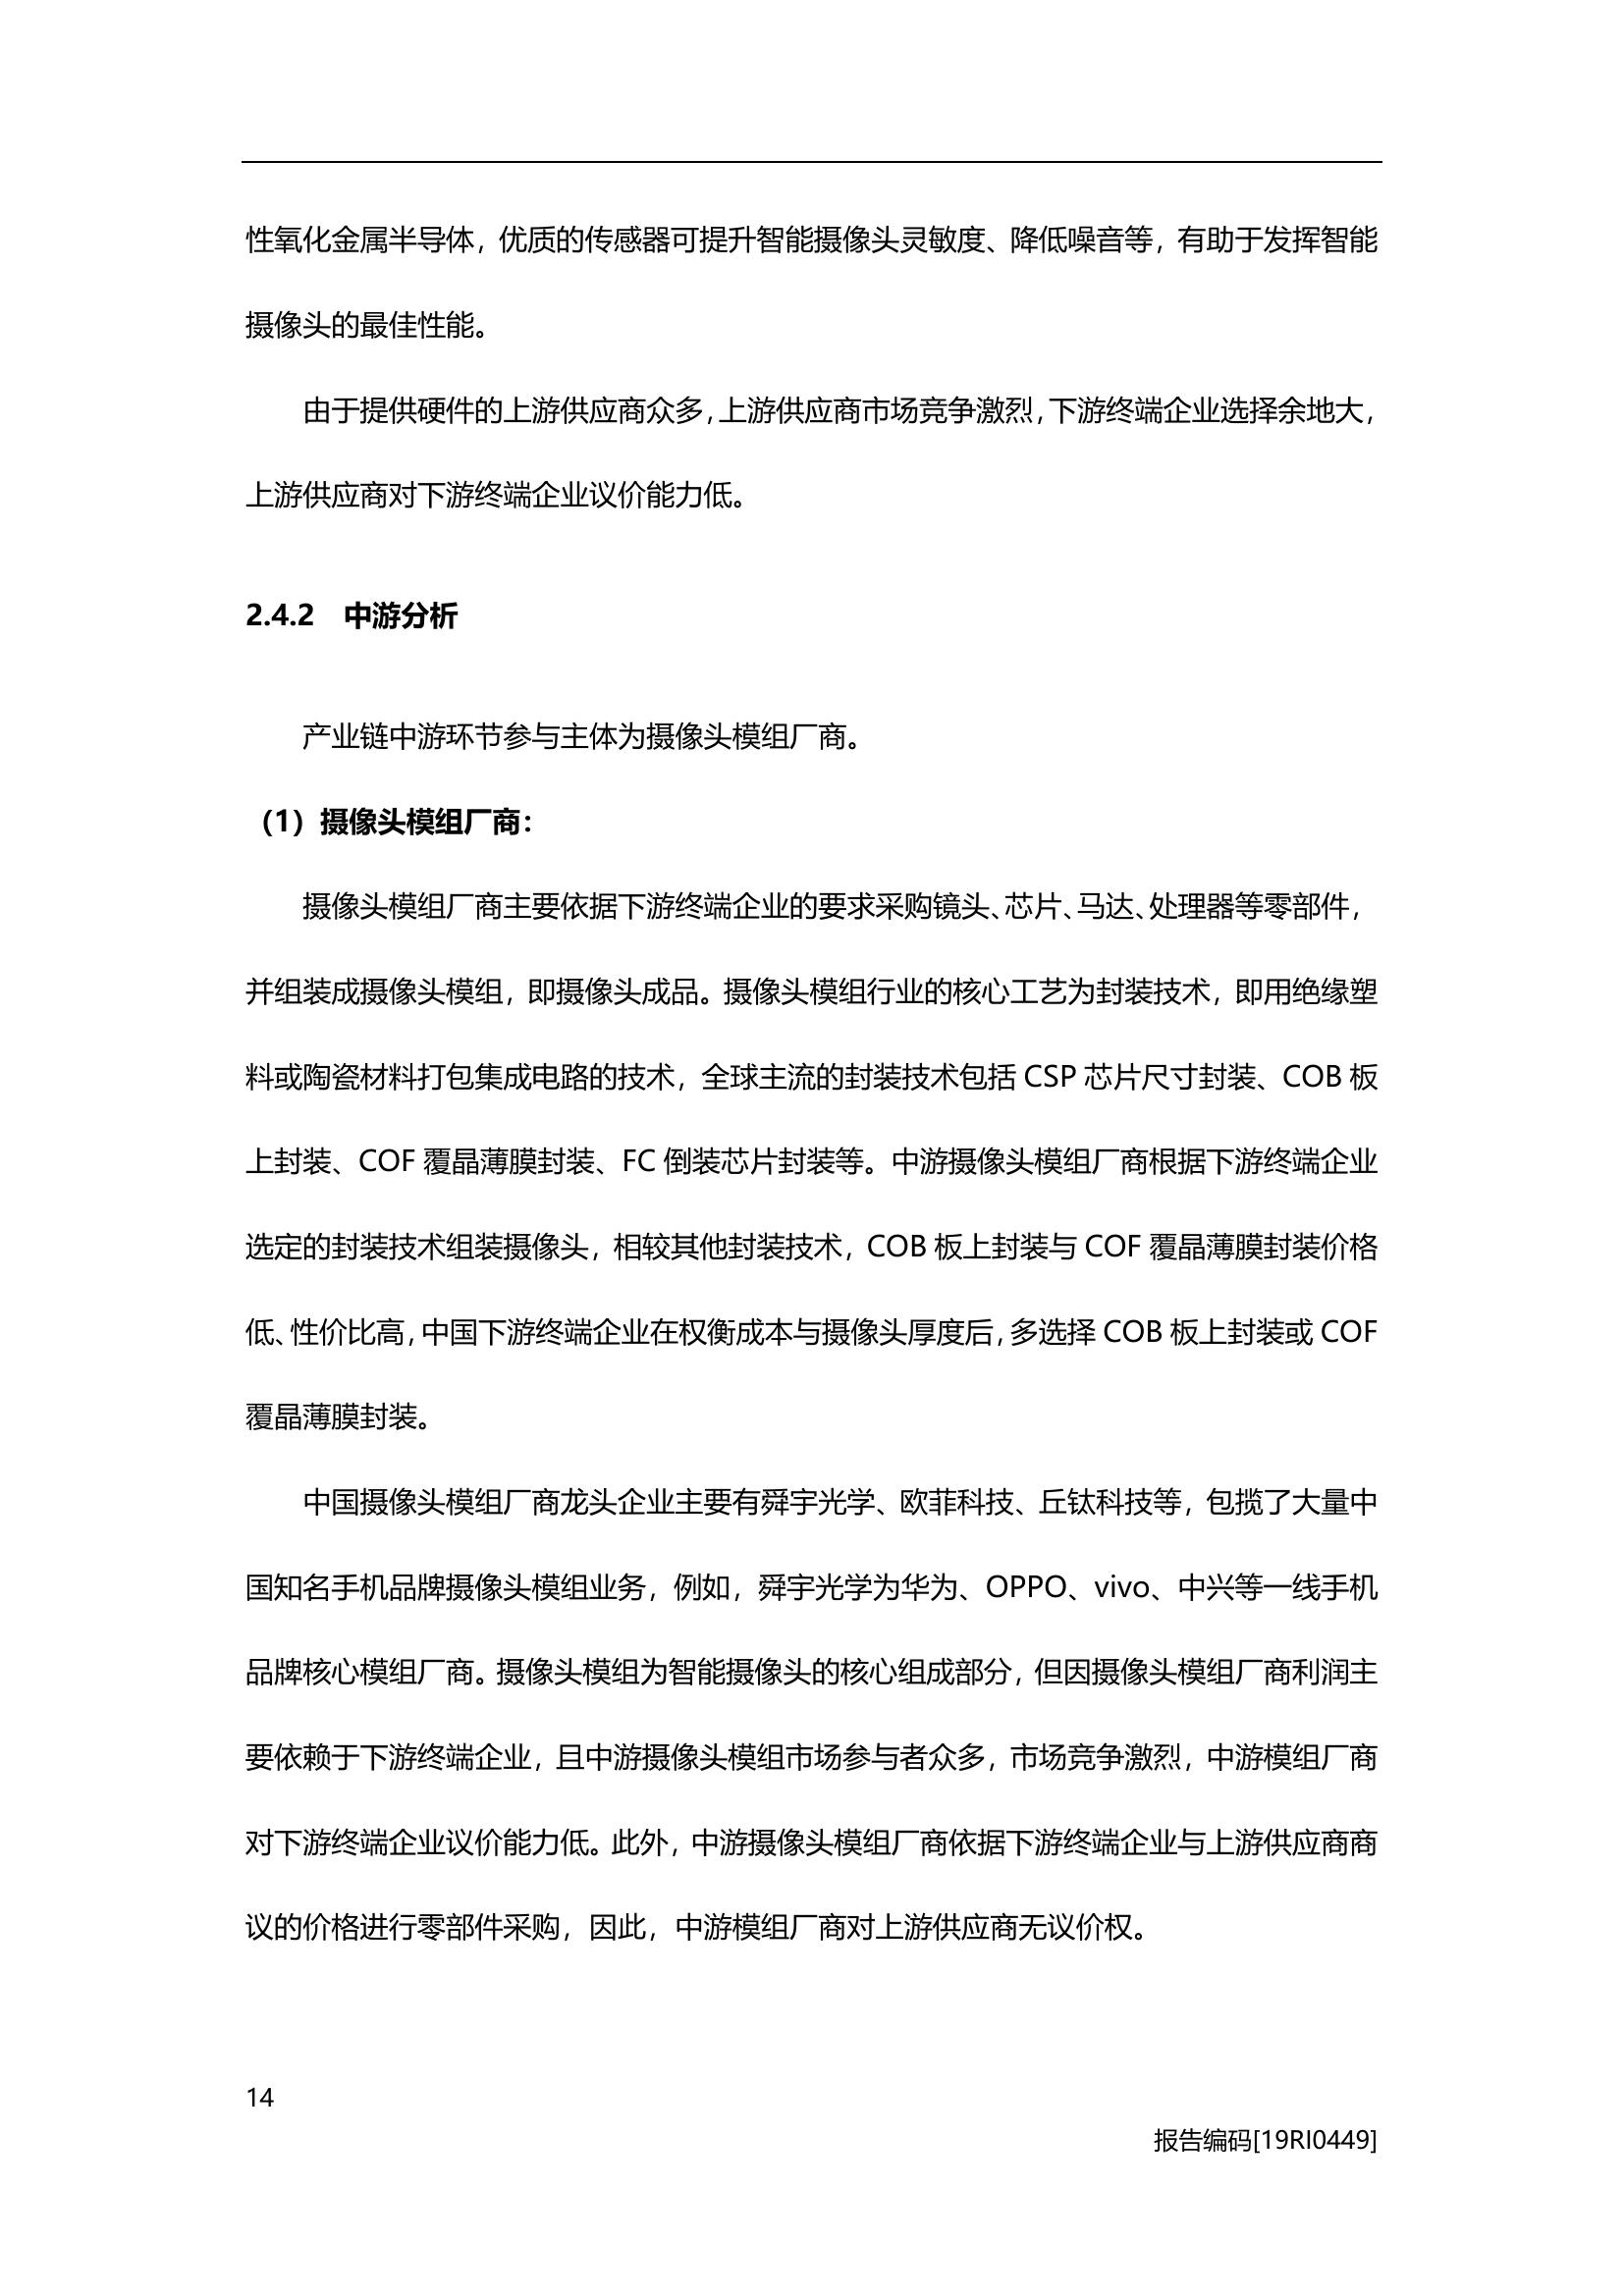 性氧化金属半导体，优质的传感器可提升智能摄像头灵敏度、降低噪音等，有助于发挥智能
摄像头的最佳性能。
由于提供硬件的上游供应商众多，上游供应商市场竞争激烈，下游终端企业选择余地大，
上游供应商对下游终端企业议价能力低。
2.4.2 中游分析
产业链中游环节参与主体为摄像头模组厂商。
（1）摄像头模组厂商：
摄像头模组厂商主要依据下游终端企业的要求采购镜头、芯片、马达、处理器等零部件，
并组装成摄像头模组，即摄像头成品。摄像头模组行业的核心工艺为封装技术，即用绝缘塑
料或陶瓷材料打包集成电路的技术，全球主流的封装技术包括 CSP 芯片尺寸封装、COB 板
上封装、COF 覆晶薄膜封装、FC 倒装芯片封装等。中游摄像头模组厂商根据下游终端企业
选定的封装技术组装摄像头，相较其他封装技术，COB 板上封装与 COF 覆晶薄膜封装价格
低、性价比高，中国下游终端企业在权衡成本与摄像头厚度后，多选择 COB 板上封装或 COF
覆晶薄膜封装。
中国摄像头模组厂商龙头企业主要有舜宇光学、欧菲科技、丘钛科技等，包揽了大量中
国知名手机品牌摄像头模组业务，例如，舜宇光学为华为、OPPO、vivo、中兴等一线手机
品牌核心模组厂商。摄像头模组为智能摄像头的核心组成部分，但因摄像头模组厂商利润主
要依赖于下游终端企业，且中游摄像头模组市场参与者众多，市场竞争激烈，中游模组厂商
对下游终端企业议价能力低。此外，中游摄像头模组厂商依据下游终端企业与上游供应商商
议的价格进行零部件采购，因此，中游模组厂商对上游供应商无议价权。
14
报告编码[19RI0449]